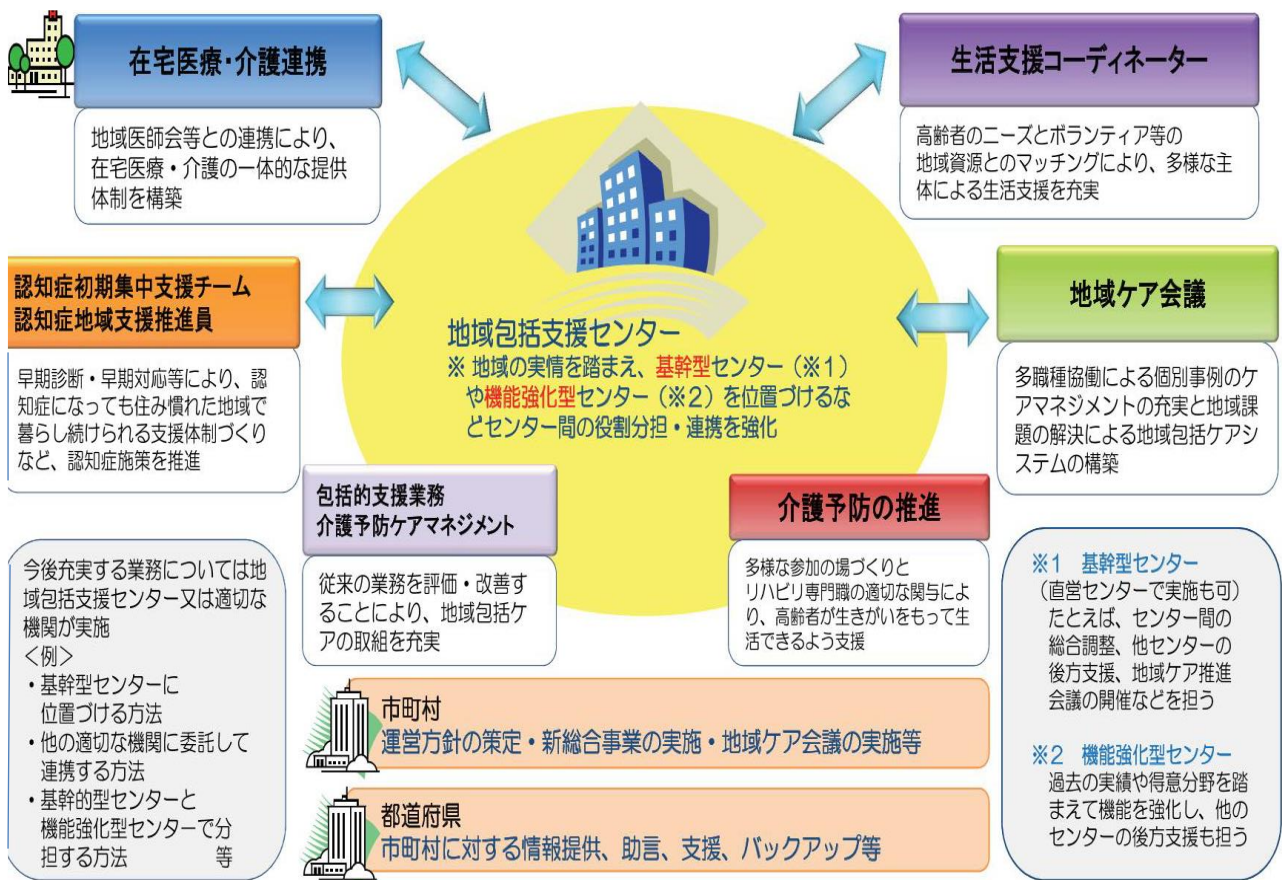 在宅医療・介護連携
地域医師会等との連携により、
在宅医療・介護の一体的な提供
体制を構築
生活支援コーディネーター
高齢者のニーズとボランティア等の
地域資源とのマッチングにより、多様な主
体による生活支援を充実
認知症初期集中支援チーム
認知症地域支援推進員
早期診断・早期対応等により、認
知症になっても住み慣れた地域で
暮らし続けられる支援体制づくり
など、認知症施策を推進
地域包括支援センター
※ 地域の実情を踏まえ、基幹型センター（※１）
や機能強化型センター（※２）を位置づけるな
どセンター間の役割分担・連携を強化
地域ケア会議
多職種協働による個別事例のケ
アマネジメントの充実と地域課
題の解決による地域包括ケアシ
ステムの構築
包括的支援業務
介護予防ケアマネジメント
従来の業務を評価・改善す
ることにより、地域包括ケ
アの取組を充実
介護予防の推進
多様な参加の場づくりと
リハビリ専門職の適切な関与によ
り、高齢者が生きがいをもって生
活できるよう支援
今後充実する業務については地
域包括支援センター又は適切な
機関が実施
＜例＞
・基幹型センターに
位置づける方法
・他の適切な機関に委託して
連携する方法
・基幹的型センターと
機能強化型センターで分
担する方法　　　　等
※１　基幹型センター
（直営センターで実施も可）
たとえば、センター間の
総合調整、他センターの
後方支援、地域ケア推進
会議の開催などを担う
※２　機能強化型センター
過去の実績や得意分野を踏
まえて機能を強化し、他の
センターの後方支援も担う
市町村
運営方針の策定・新総合事業の実施・地域ケア会議の実施等
都道府県
市町村に対する情報提供、助言、支援、バックアップ等